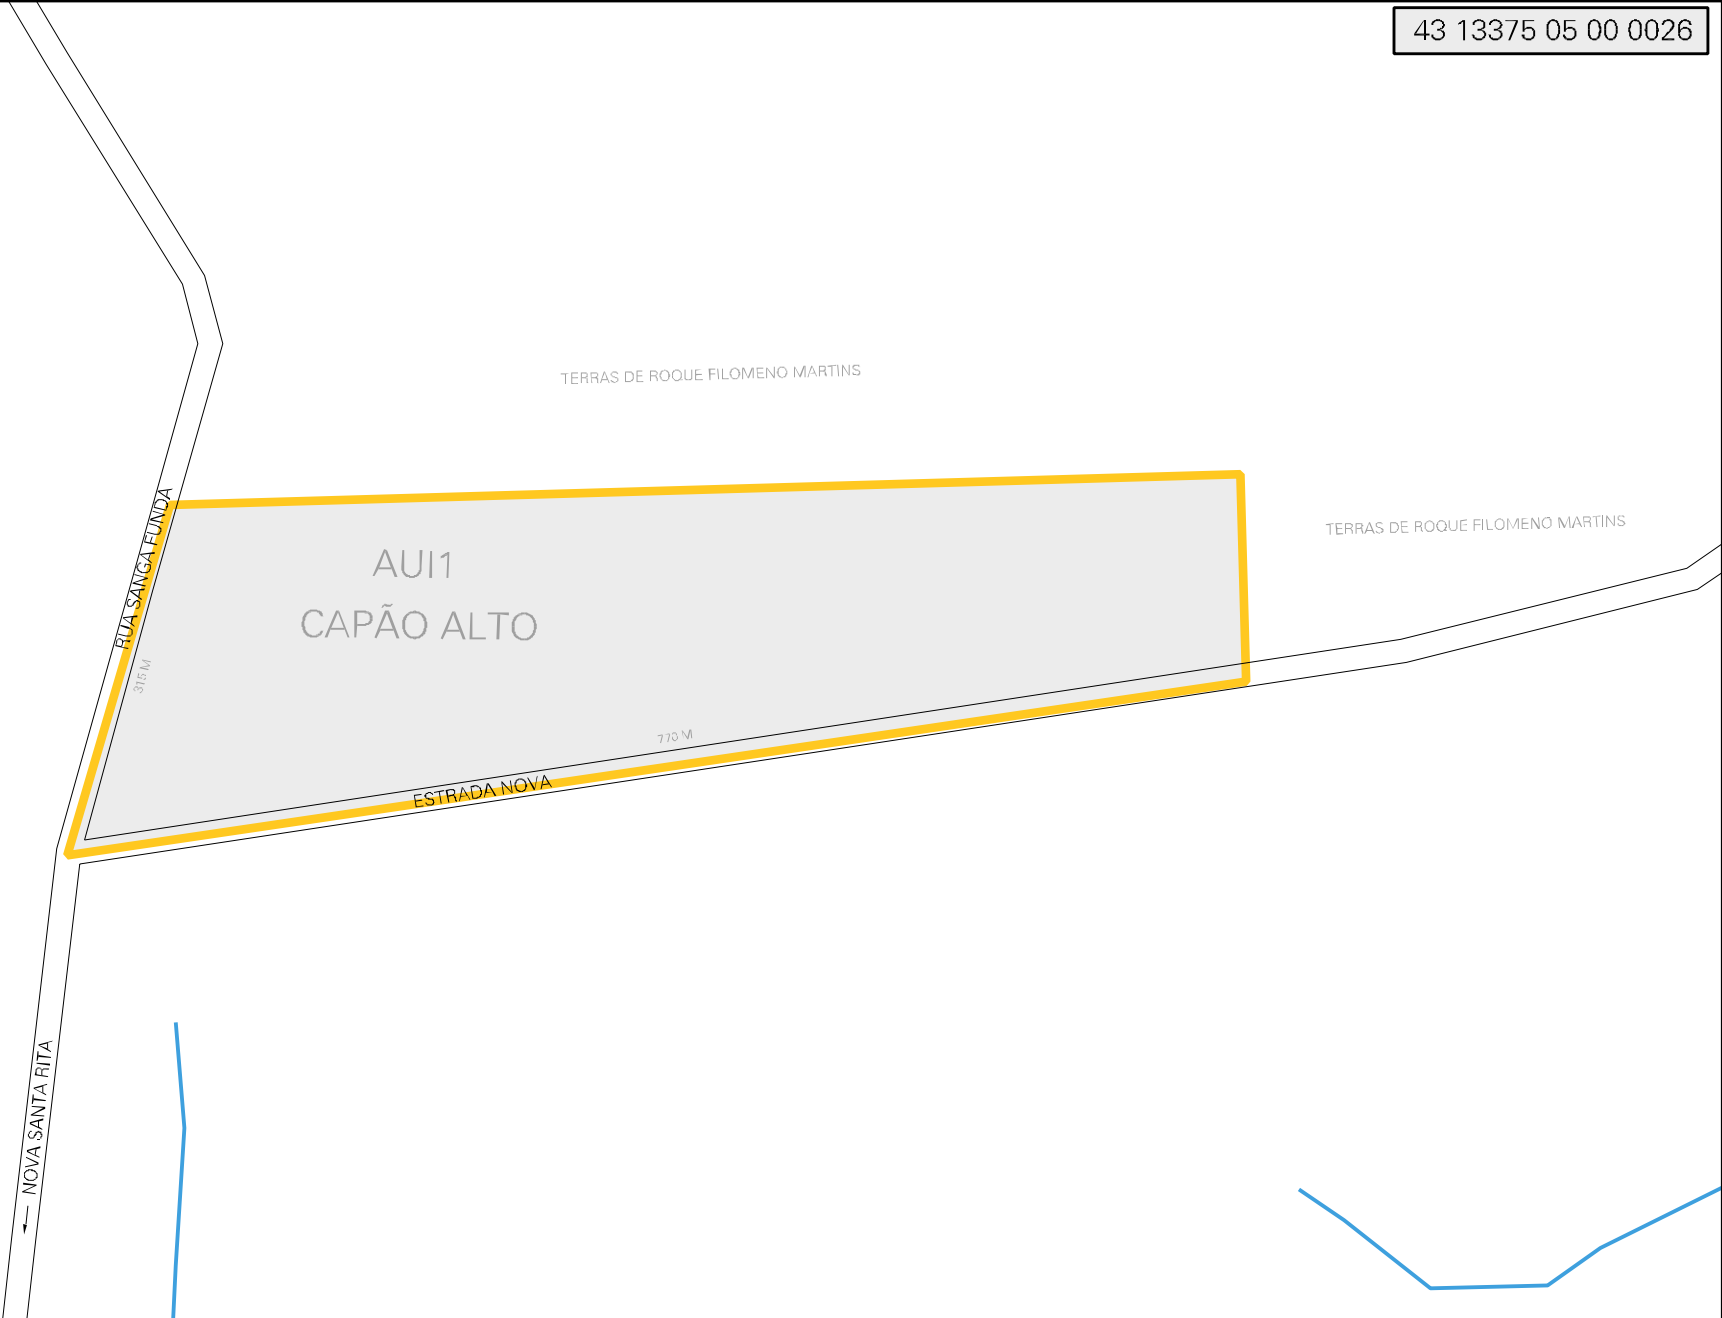 43 13375 05 00 0026
TERRAS DE ROQUE FILOMENO MARTINS
TERRAS DE ROQUE FILOMENO MARTINS
RUA SANGA FUNDA
AUI1
CAPÃO ALTO
315 M
770 M
ESTRADA NOVA
NOVA SANTA RITA